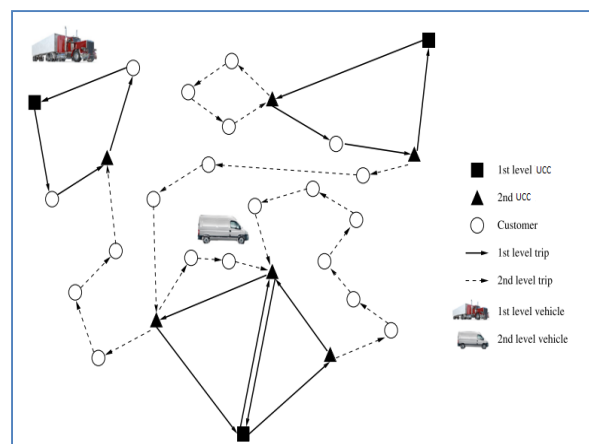 1st level UCC
2nd UCC
Customer
1st level trip
2nd level trip
1st level vehicle
2nd level vehicle